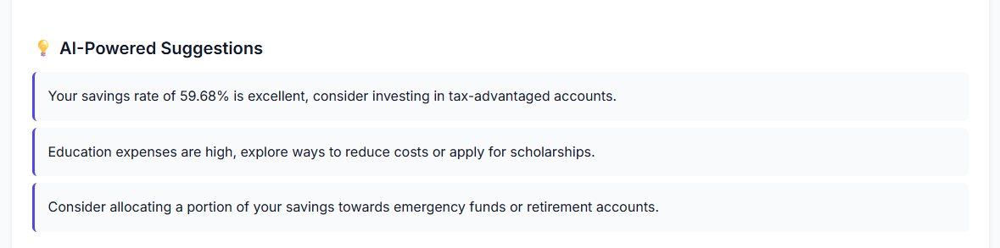 💡 AI-Powered Suggestions
Your savings rate of 59.68% is excellent, consider investing in tax-advantaged accounts.
Education expenses are high, explore ways to reduce costs or apply for scholarships.
Consider allocating a portion of your savings towards emergency funds or retirement accounts.